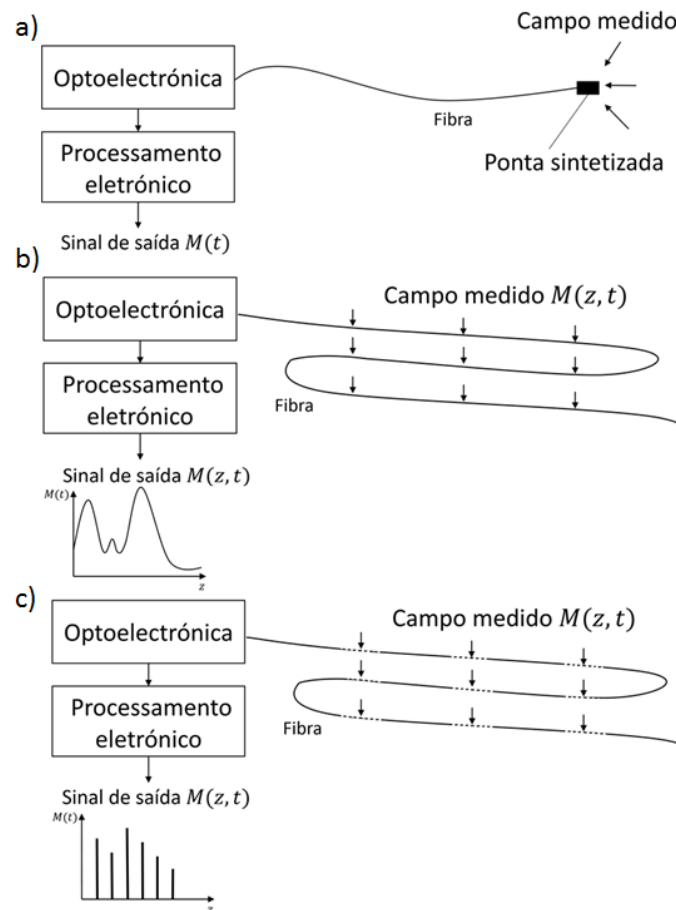 a)
Campo medido
Optoelectrónica
Fibra
Processamento
eletrónico
Ponta sintetizada
Sinal de saída M(t)
b)
Campo medido M(z, t)
Optoelectrónica
Processamento
eletrónico
Fibra
Sinal de saída M(z, t)
M(t)
z
c)
Campo medido M(z, t)
Optoelectrónica
Processamento
eletrónico
Fibra
Sinal de saída M(z, t)
M(t)
z